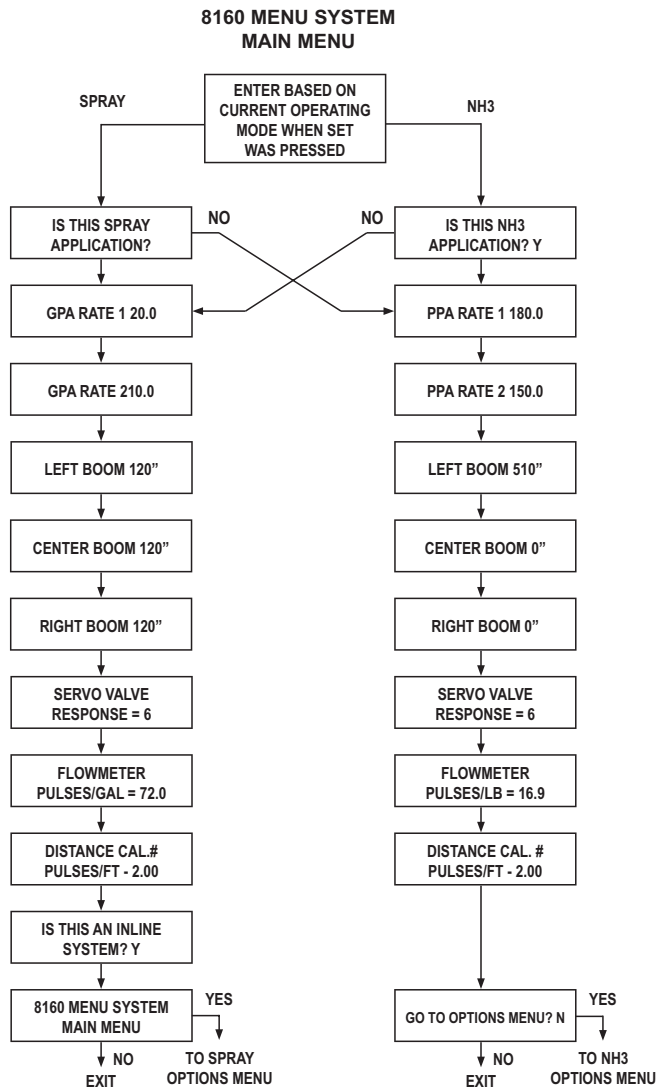 8160 MENU SYSTEM
MAIN MENU
ENTER BASED ON
CURRENT OPERATING
MODE WHEN SET
WAS PRESSED
SPRAY
NH3
IS THIS SPRAY
APPLICATION?
NO
NO
IS THIS NH3
APPLICATION? Y
GPA RATE 1 20.0
PPA RATE 1 180.0
GPA RATE 210.0
PPA RATE 2 150.0
LEFT BOOM 120”
LEFT BOOM 510”
CENTER BOOM 120”
CENTER BOOM 0”
RIGHT BOOM 120”
RIGHT BOOM 0”
SERVO VALVE
RESPONSE = 6
SERVO VALVE
RESPONSE = 6
FLOWMETER
PULSES/GAL = 72.0
FLOWMETER
PULSES/LB = 16.9
DISTANCE CAL.#
PULSES/FT - 2.00
DISTANCE CAL. #
PULSES/FT - 2.00
IS THIS AN INLINE
SYSTEM? Y
8160 MENU SYSTEM
MAIN MENU
YES
GO TO OPTIONS MENU? N
YES
NO
EXIT
TO SPRAY
OPTIONS MENU
NO
EXIT
TO NH3
OPTIONS MENU